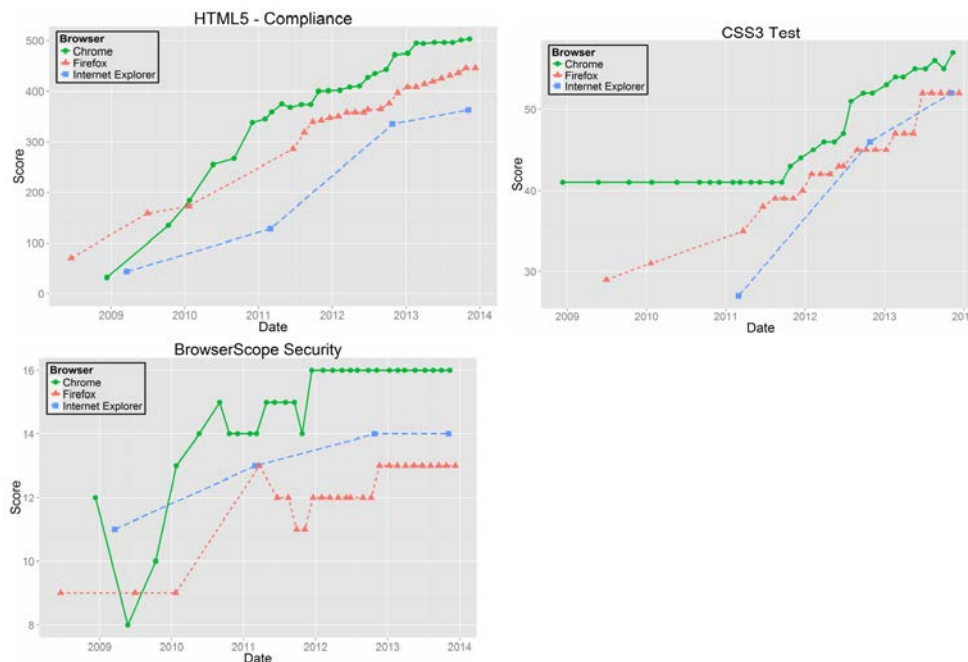 HTML5 - Compliance
Browser
Chrome
Firefox
Internet Explorer
Score
500
400
300
200
100
0
2009 2010 2011 2012 2013 2014
Date
CSS3 Test
Browser
Chrome
Firefox
Internet Explorer
Score
50
40
30
2009 2010 2011 2012 2013 201
Date
BrowserScope Security
Browser
Chrome
Firefox
Internet Explorer
Score
16
14
12
10
8
2009 2010 2011 2012 2013 2014
Date